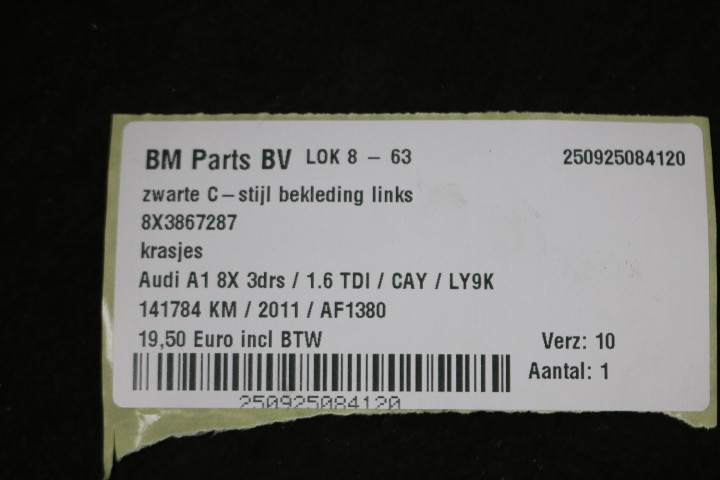 BM Parts BV LOK 8 - 63 250925084120
zwarte C-stijl bekleding links
8X3867287
krasjes
Audi A1 8X 3drs / 1.6 TDI / CAY / LY9K
141784 KM / 2011 / AF1380
19,50 Euro incl BTW Verz: 10
Aantal: 1
250925084120